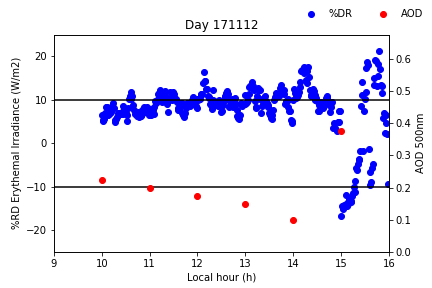 %DR AOD
Day 171112
%RD Erythemal Irradiance (W/m2)
20
10
0
−10
−20
0.6
0.5
0.4
0.3
0.2
0.1
0.0
AOD 500nm
9 10 11 12 13 14 15 16
Local hour (h)